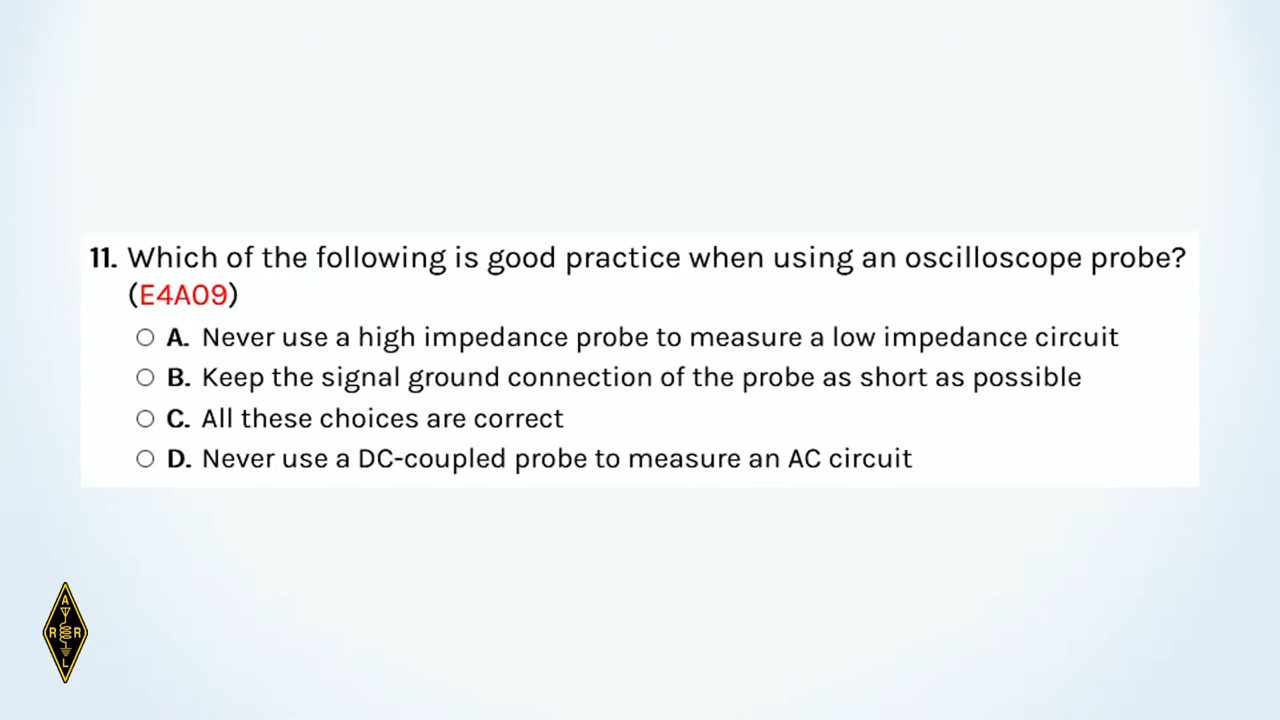 11. Which of the following is good practice when using an oscilloscope probe?
(E4A09)
A. Never use a high impedance probe to measure a low impedance circuit
B. Keep the signal ground connection of the probe as short as possible
C. All these choices are correct
D. Never use a DC-coupled probe to measure an AC circuit
A
R R
L